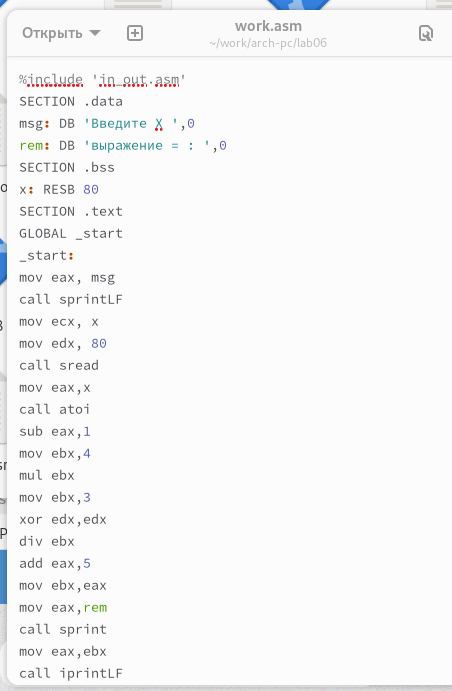 Открыть
work.asm
~/work/arch-pc/lab06
%include 'in_out.asm'
SECTION .data
msg: DB 'Введите X ',0
rem: DB 'выражение = : ',0
SECTION .bss
x: RESB 80
SECTION .text
GLOBAL _start
_start:
mov eax, msg
call sprintLF
mov ecx, x
mov edx, 80
call sread
mov eax,x
call atoi
sub eax,1
mov ebx,4
mul ebx
mov ebx,3
xor edx,edx
div ebx
add eax,5
mov ebx,eax
mov eax,rem
call sprint
mov eax,ebx
call iprintLF